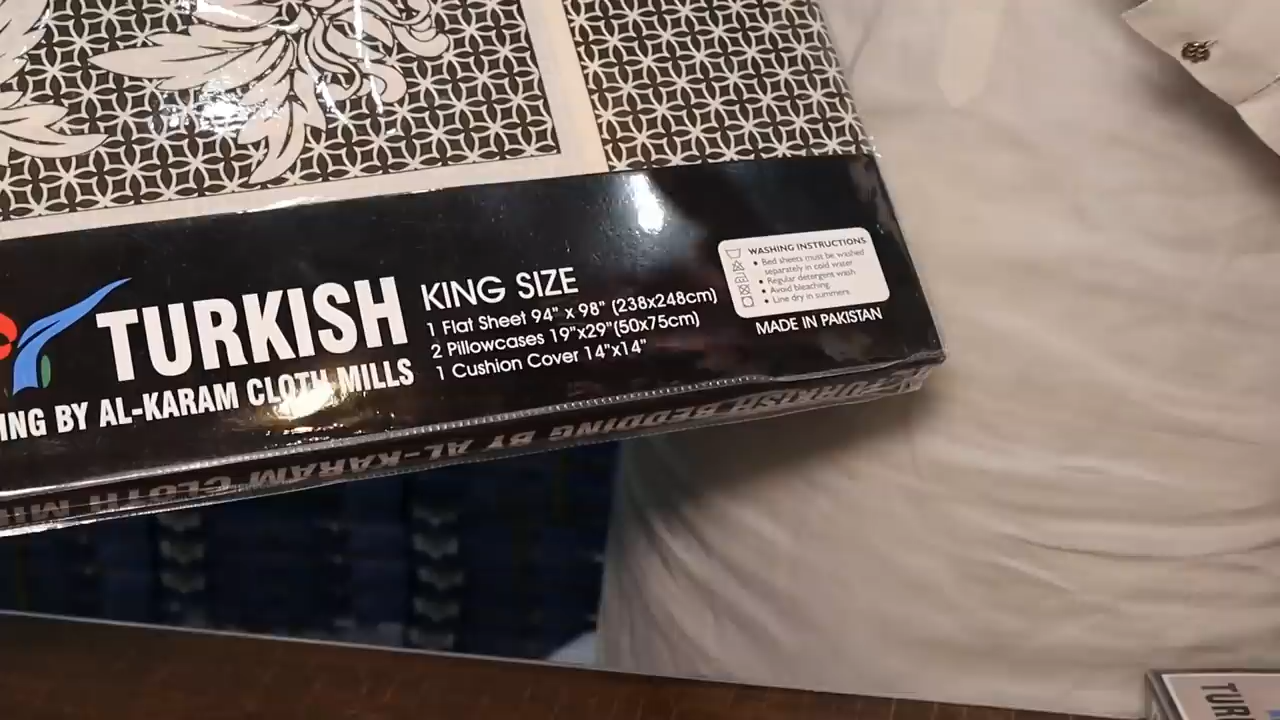 TURKISH
ING BY AL-KARAM CLOTH MILLS
KING SIZE
1 Flat Sheet 94" x 98" (238x248cm)
2 Pillowcases 19"x29"(50x75cm)
1 Cushion Cover 14"x14"
WASHING INSTRUCTIONS
• Bed sheets must be washed
separately in cold water
• Regular detergent wash
• Avoid bleaching.
• Line dry in summers.
MADE IN PAKISTAN
AL-TURKISH BEDDING BY AL-KARAM CLOTH MI
TUR